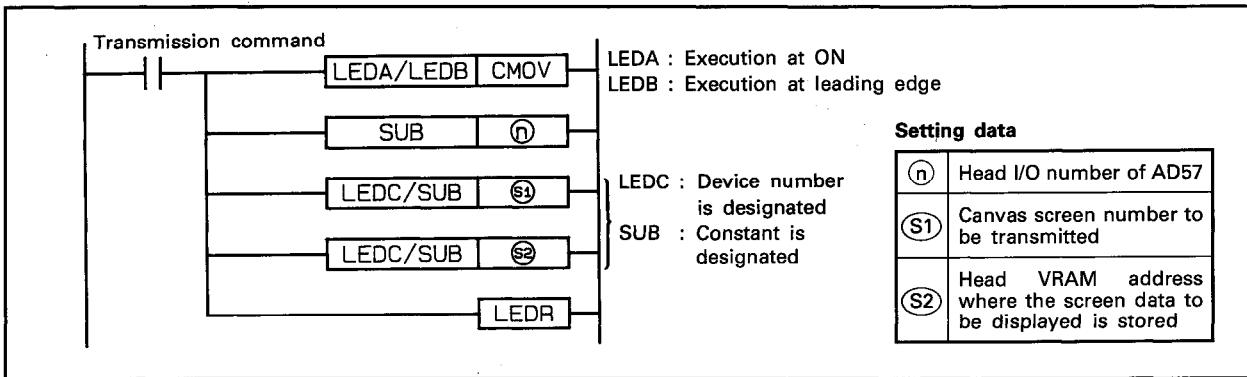 Transmission command
LEDA/LEDB CMOV
LEDA : Execution at ON
LEDB : Execution at leading edge
SUB n
LEDC/SUB S1
LEDC/SUB S2
LEDR
LEDC : Device number
is designated
SUB : Constant is
designated
Setting data
n Head I/O number of AD57
S1 Canvas screen number to
be transmitted
S2 Head VRAM address
where the screen data to
be displayed is stored